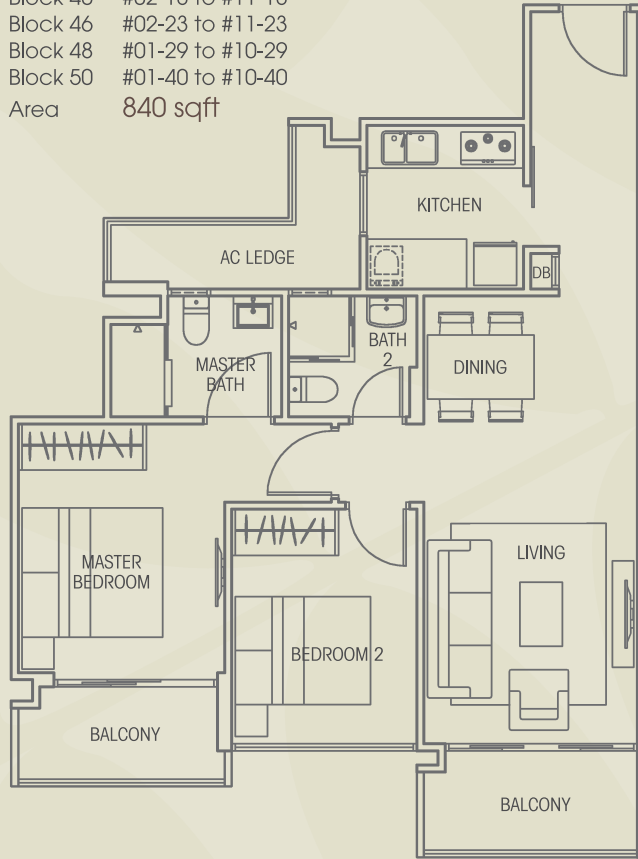 Block 46 #02-23 to #11-23
Block 48 #01-29 to #10-29
Block 50 #01-40 to #10-40
Area 840 sqft
KITCHEN
AC LEDGE
DB
MASTER
BATH
BATH
2
DINING
MASTER
BEDROOM
LIVING
BEDROOM 2
BALCONY
BALCONY